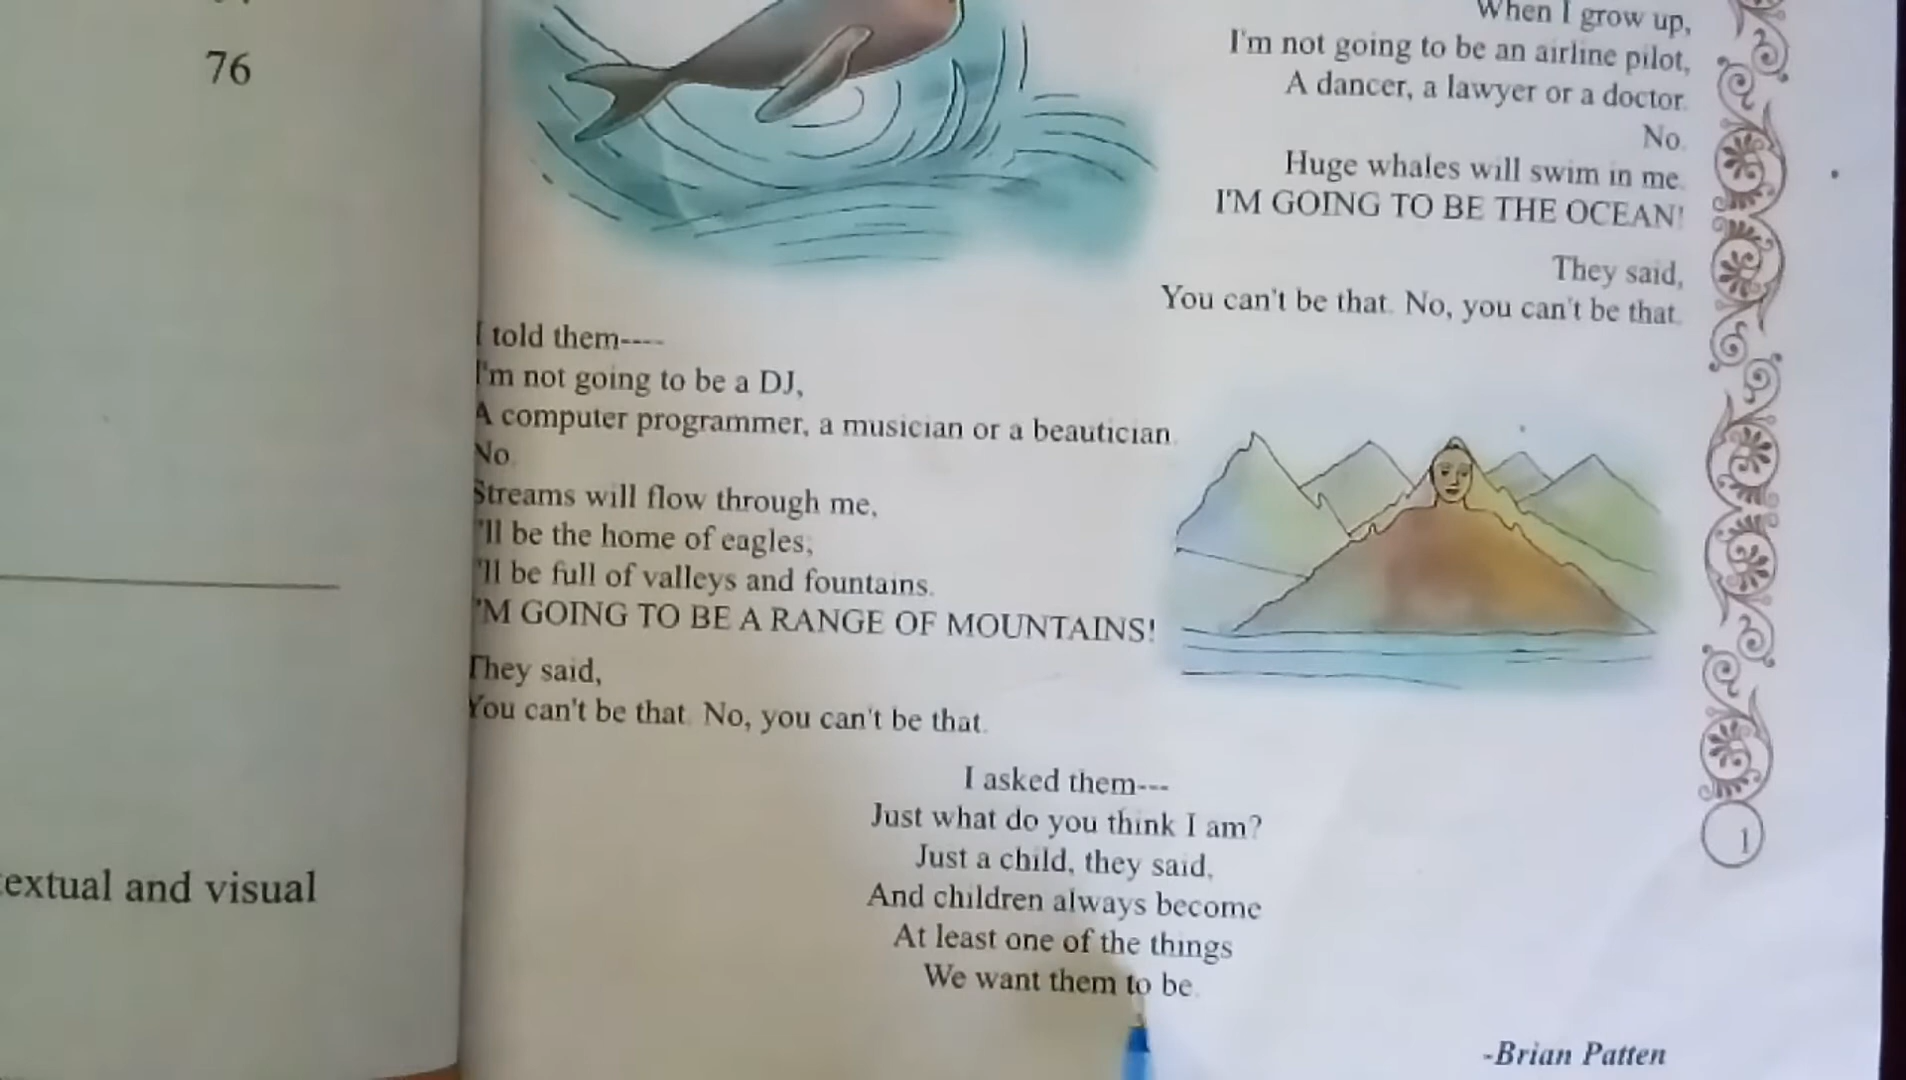 76
extual and visual
When I grow up,
I'm not going to be an airline pilot,
A dancer, a lawyer or a doctor.
No.
Huge whales will swim in me.
I'M GOING TO BE THE OCEAN!
They said,
You can't be that. No, you can't be that.
I told them----
I'm not going to be a DJ,
A computer programmer, a musician or a beautician.
No.
Streams will flow through me,
'll be the home of eagles,
'll be full of valleys and fountains.
'M GOING TO BE A RANGE OF MOUNTAINS!
They said,
You can't be that. No, you can't be that.
I asked them---
Just what do you think I am?
Just a child, they said,
And children always become
At least one of the things
We want them to be.
-Brian Patten